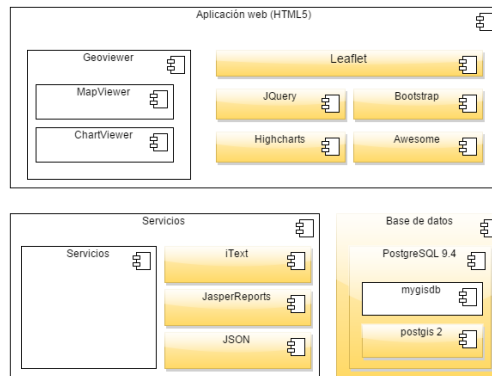 Aplicación web (HTML5)
Geoviewer
MapViewer
ChartViewer
Leaflet
JQuery
Bootstrap
Highcharts
Awesome
Servicios
Servicios
iText
JasperReports
JSON
Base de datos
PostgreSQL 9.4
mygisdb
postgis 2